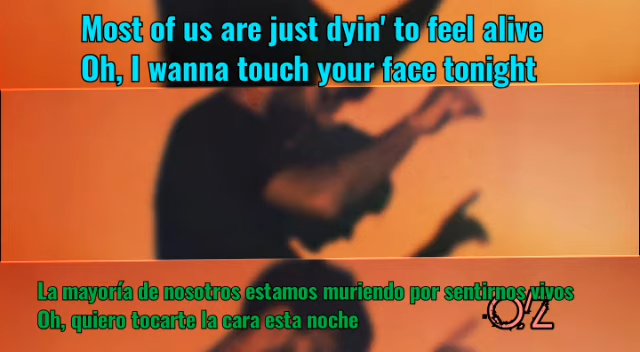 Most of us are just dyin' to feel alive
Oh, I wanna touch your face tonight
La mayoría de nosotros estamos muriendo por sentirnos vivos
Oh, quiero tocarte la cara esta noche